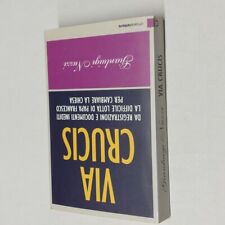 Gianluigi Nuzzi
VIA
CRUCIS
DA REGISTRAZIONI E DOCUMENTI INEDITI
LA DIFFICILE LOTTA DI PAPA FRANCESCO
PER CAMBIARE LA CHIESA
Gianluigi Nuzzi
VIA CRUCIS